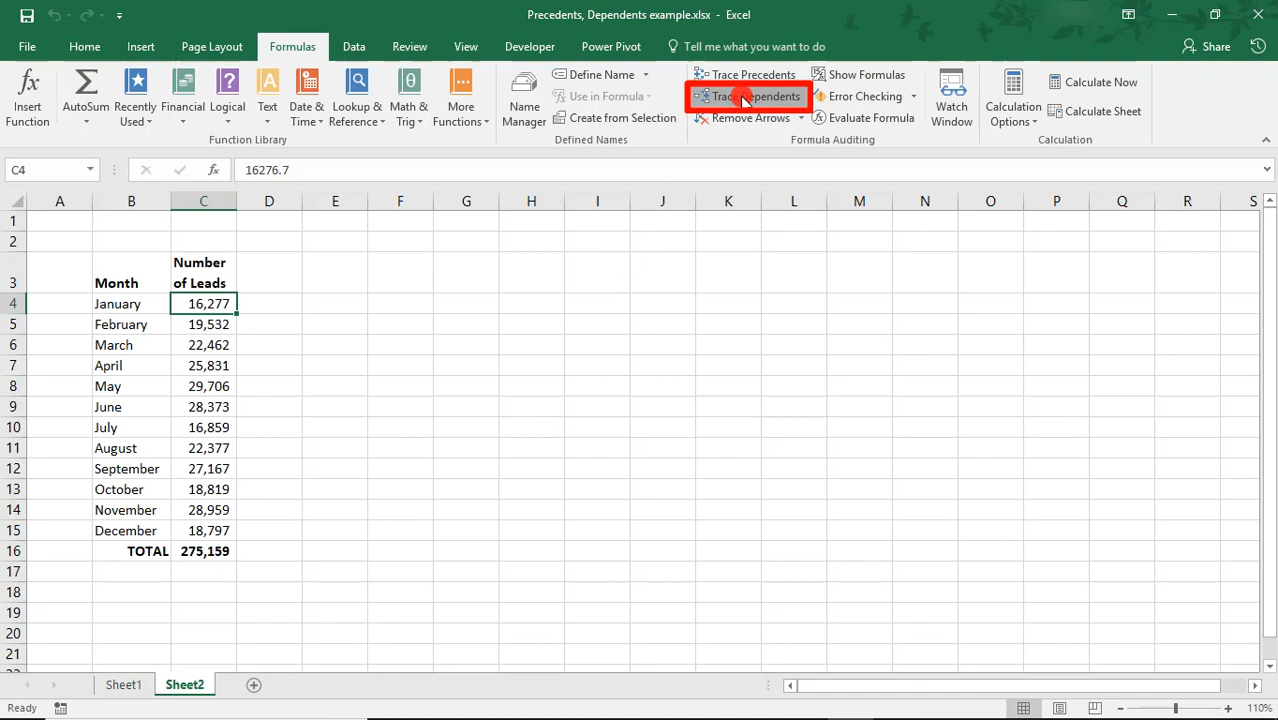 Precedents, Dependents example.xlsx - Excel
File Home Insert Page Layout Formulas Data Review View Developer Power Pivot Tell me what you want to do Share
Insert Function
AutoSum
Recently Used
Financial
Logical
Text
Date & Time
Lookup & Reference
Math & Trig
More Functions
Function Library
Name Manager
Define Name
Use in Formula
Create from Selection
Defined Names
Trace Precedents
Trace Dependents
Remove Arrows
Show Formulas
Error Checking
Evaluate Formula
Formula Auditing
Watch Window
Calculation Options
Calculate Now
Calculate Sheet
Calculation
C4 fx 16276.7
A B C D E F G H I J K L M N O P Q R S
1
2
3 Month Number of Leads
4 January 16,277
5 February 19,532
6 March 22,462
7 April 25,831
8 May 29,706
9 June 28,373
10 July 16,859
11 August 22,377
12 September 27,167
13 October 18,819
14 November 28,959
15 December 18,797
16 TOTAL 275,159
17
18
19
20
21
Sheet1 Sheet2
Ready 110%